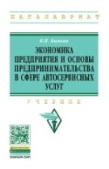 БАКАЛАВРИАТ
ЭКОНОМИКА
ПРЕДПРИЯТИЯ И ОСНОВЫ
ПРЕДПРИНИМАТЕЛЬСТВА
В СФЕРЕ АВТОСЕРВИСНЫХ
УСЛУГ
УЧЕБНИК